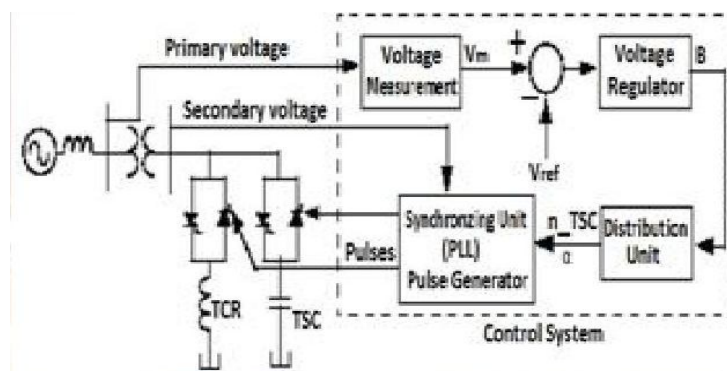 Primary voltage
Voltage
Measurement
Vm
+
Voltage
Regulator
B
−
Vref
Secondary voltage
Synchronzing Unit
(PLL)
Pulse Generator
n_TSC
α
Distribution
Unit
Pulses
TCR
TSC
Control System